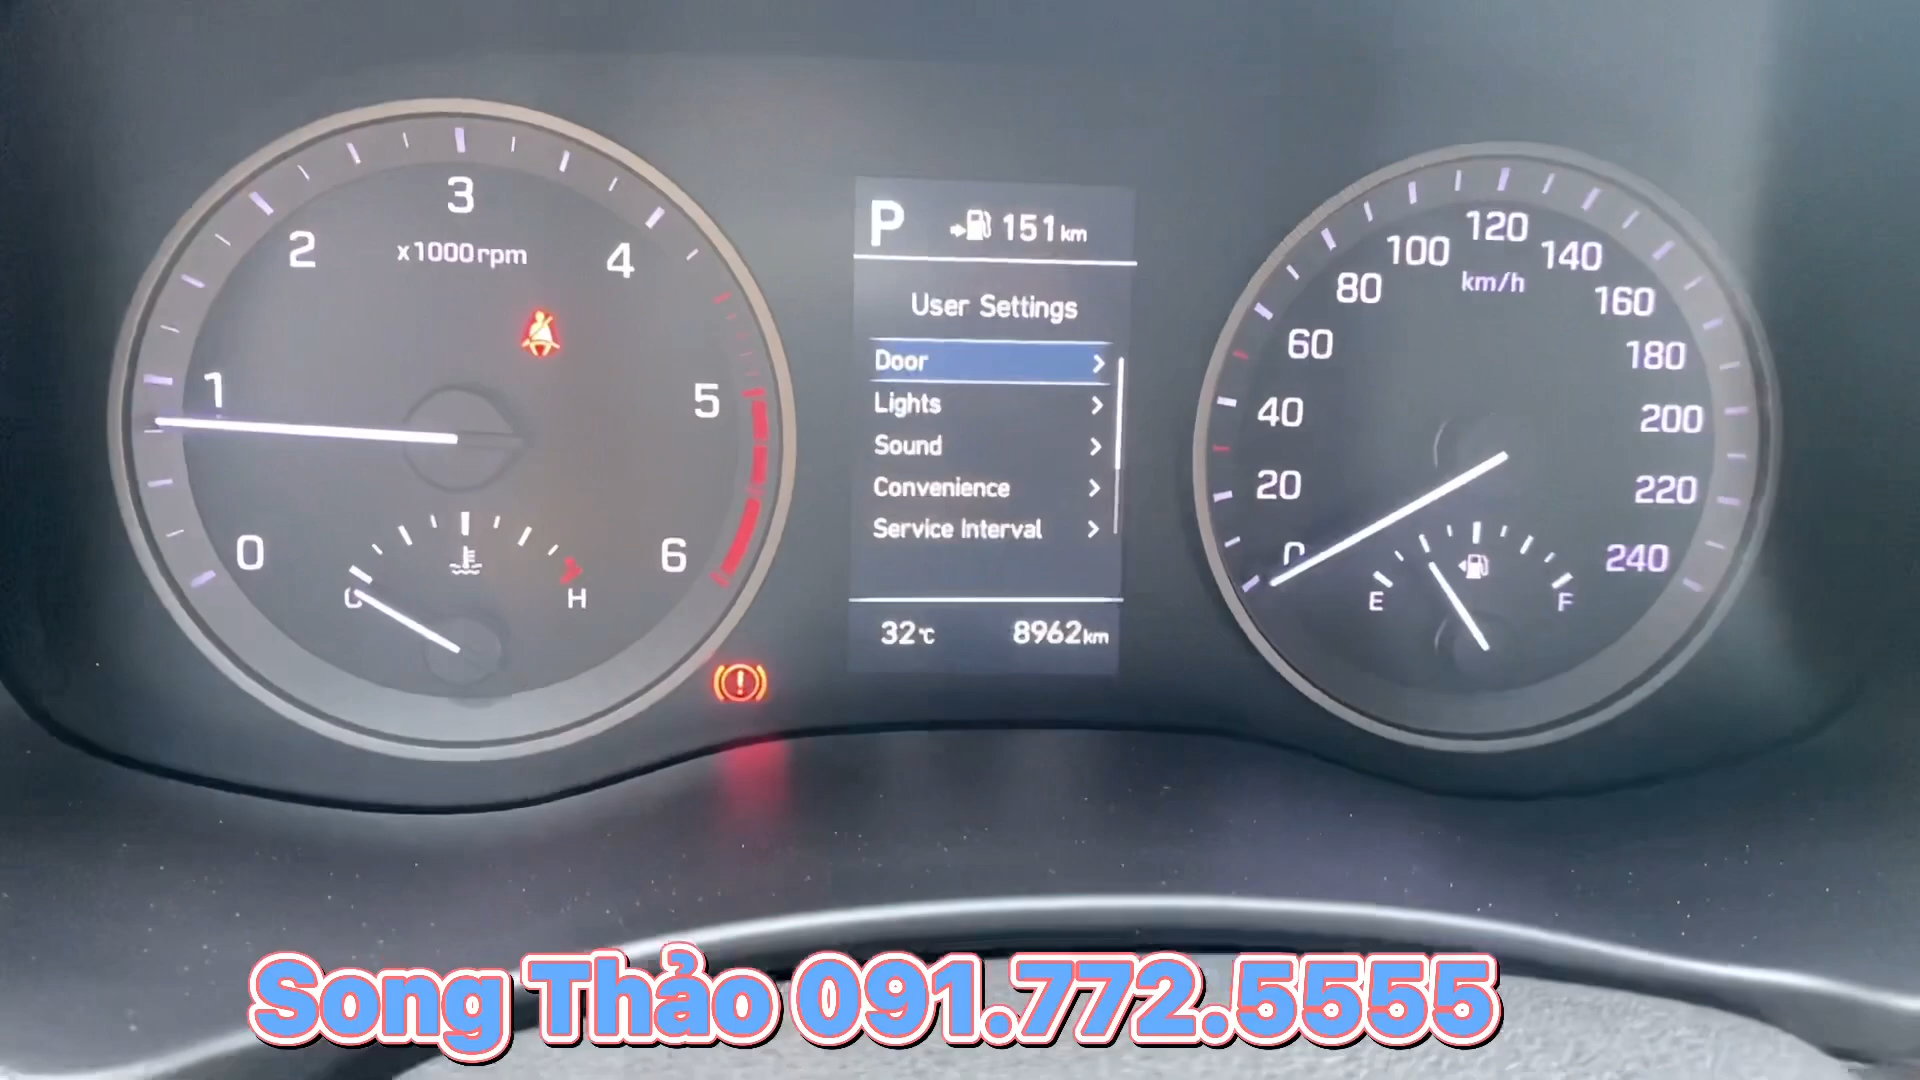 0
1
2
3
4
5
6
x1000rpm
C
H
P
151km
User Settings
Door
Lights
Sound
Convenience
Service Interval
32°C
8962km
0
20
40
60
80
100
120
140
160
180
200
220
240
km/h
E
F
Song Thảo 091.772.5555